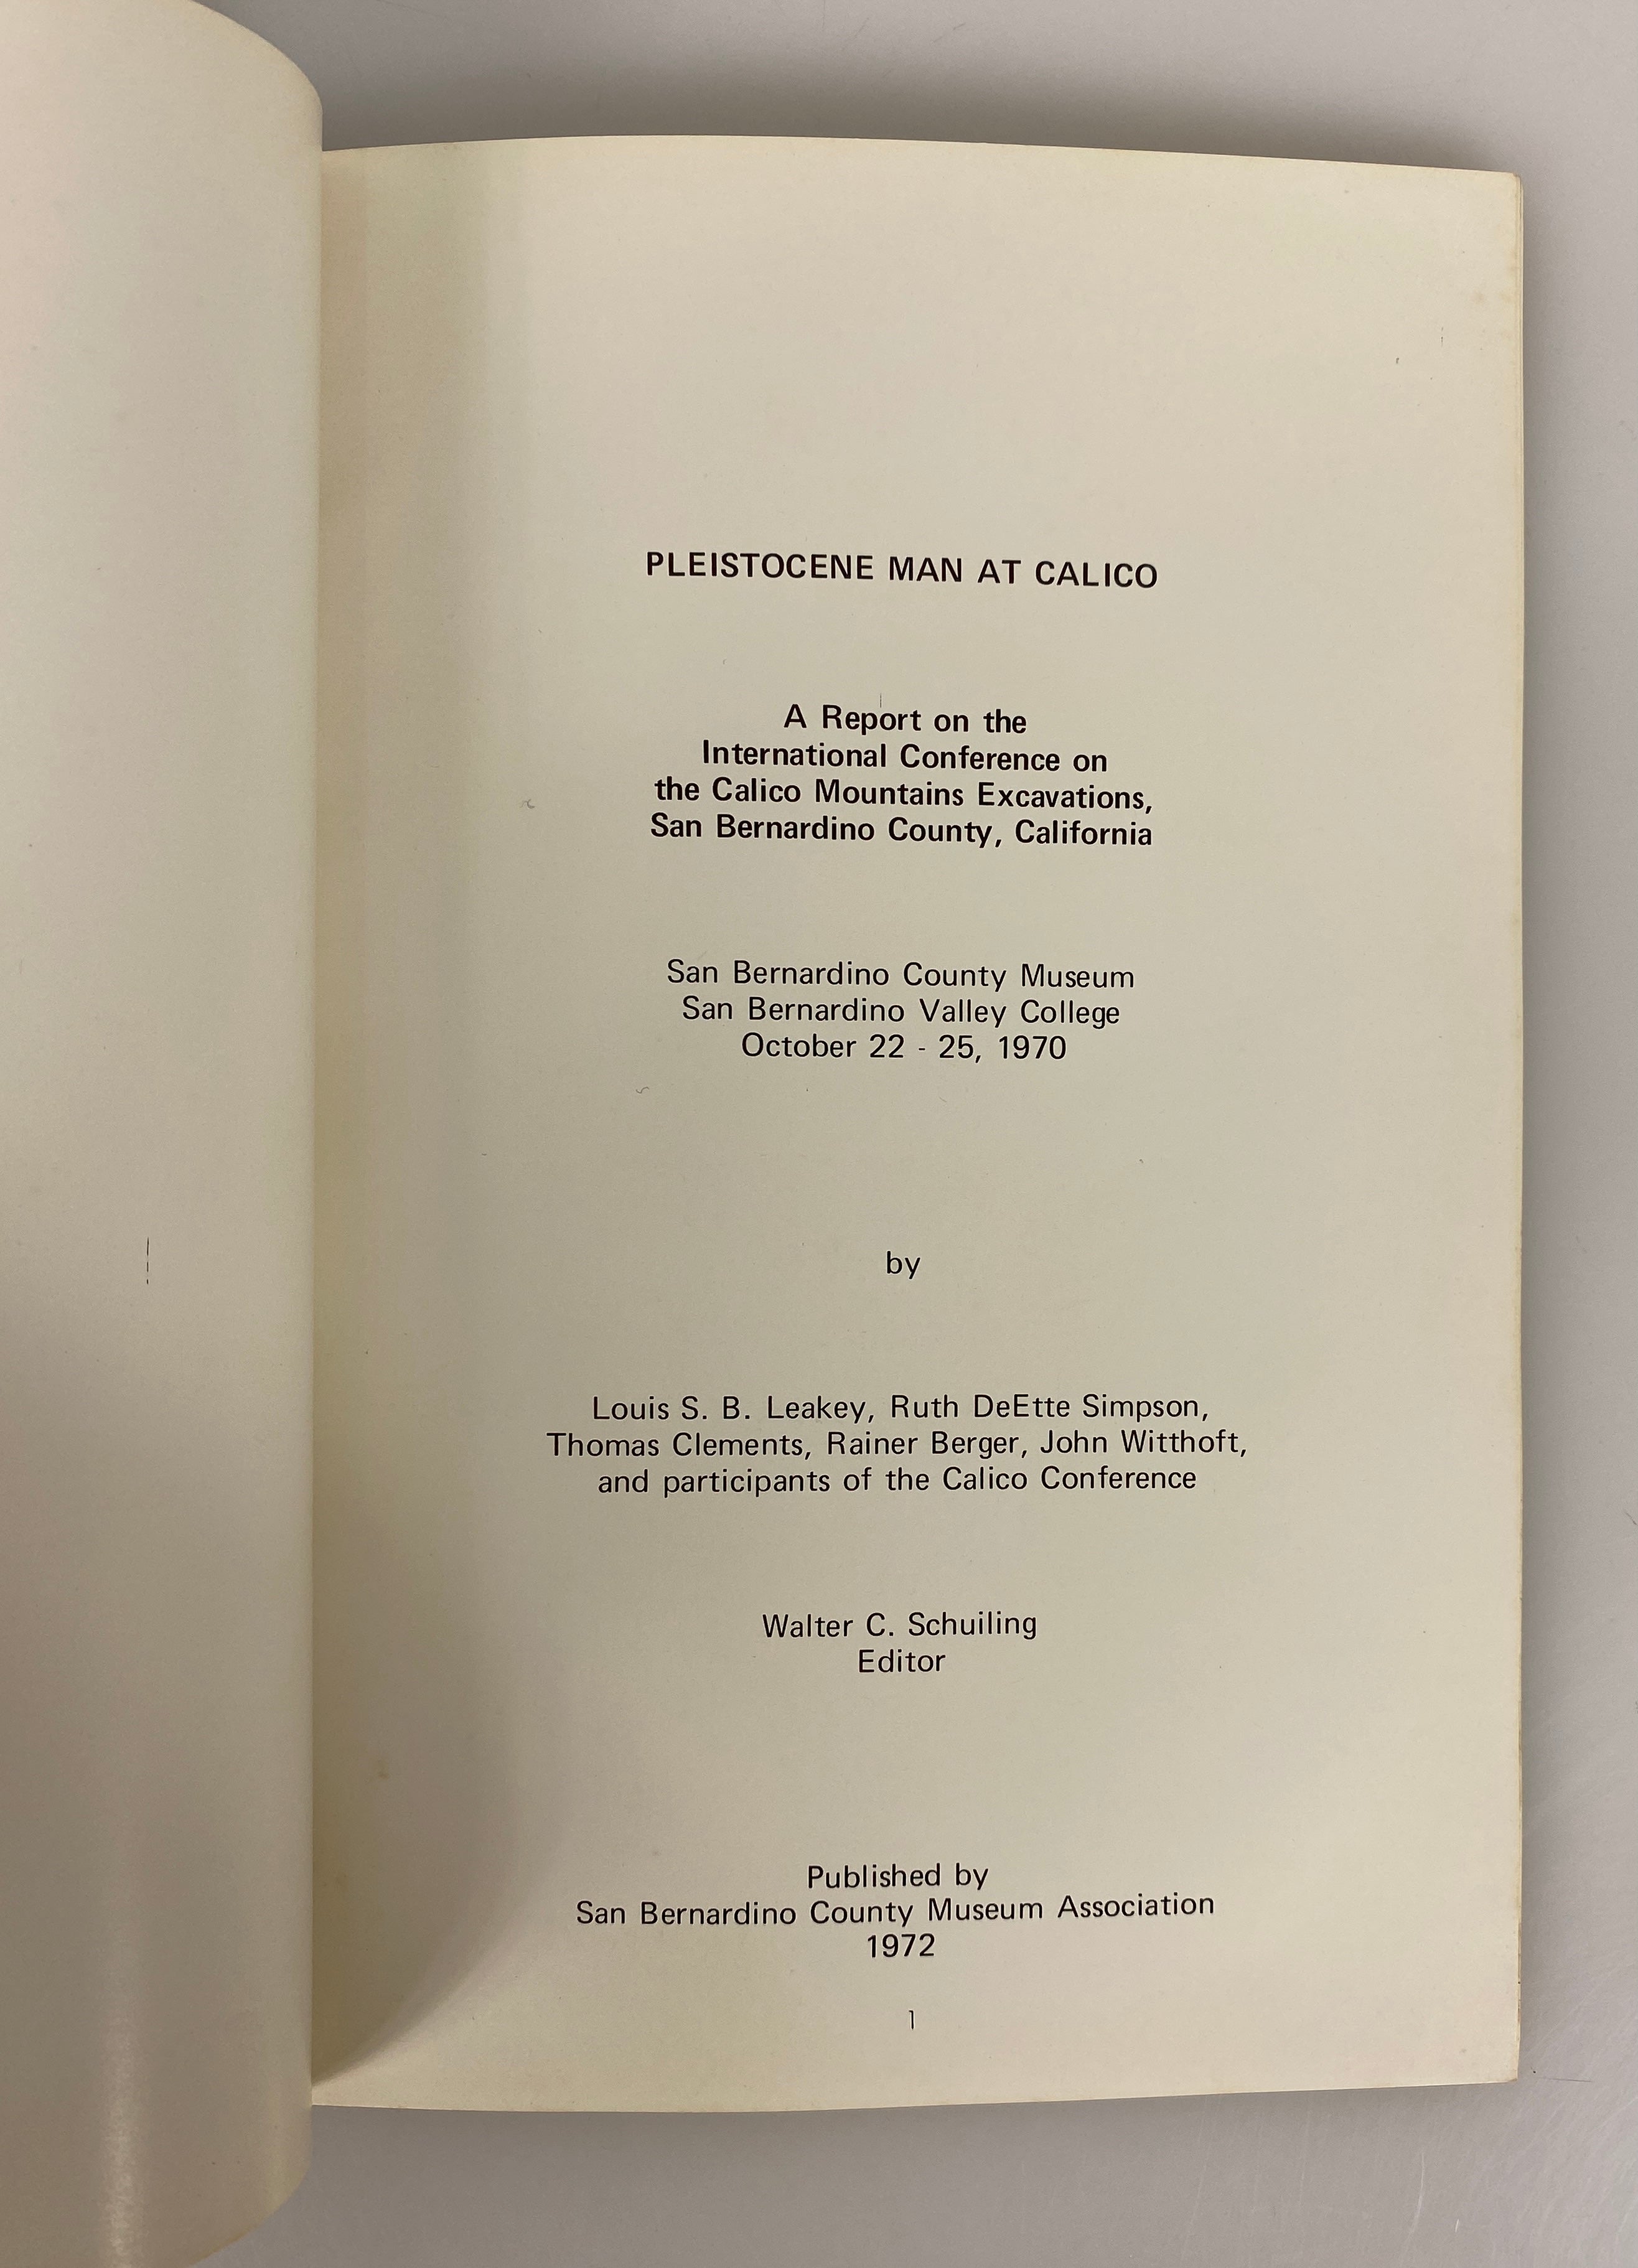 PLEISTOCENE MAN AT CALICO
A Report on the
International Conference on
the Calico Mountains Excavations,
San Bernardino County, California
San Bernardino County Museum
San Bernardino Valley College
October 22 - 25, 1970
by
Louis S. B. Leakey, Ruth DeEtte Simpson,
Thomas Clements, Rainer Berger, John Witthoft,
and participants of the Calico Conference
Walter C. Schuiling
Editor
Published by
San Bernardino County Museum Association
1972
1